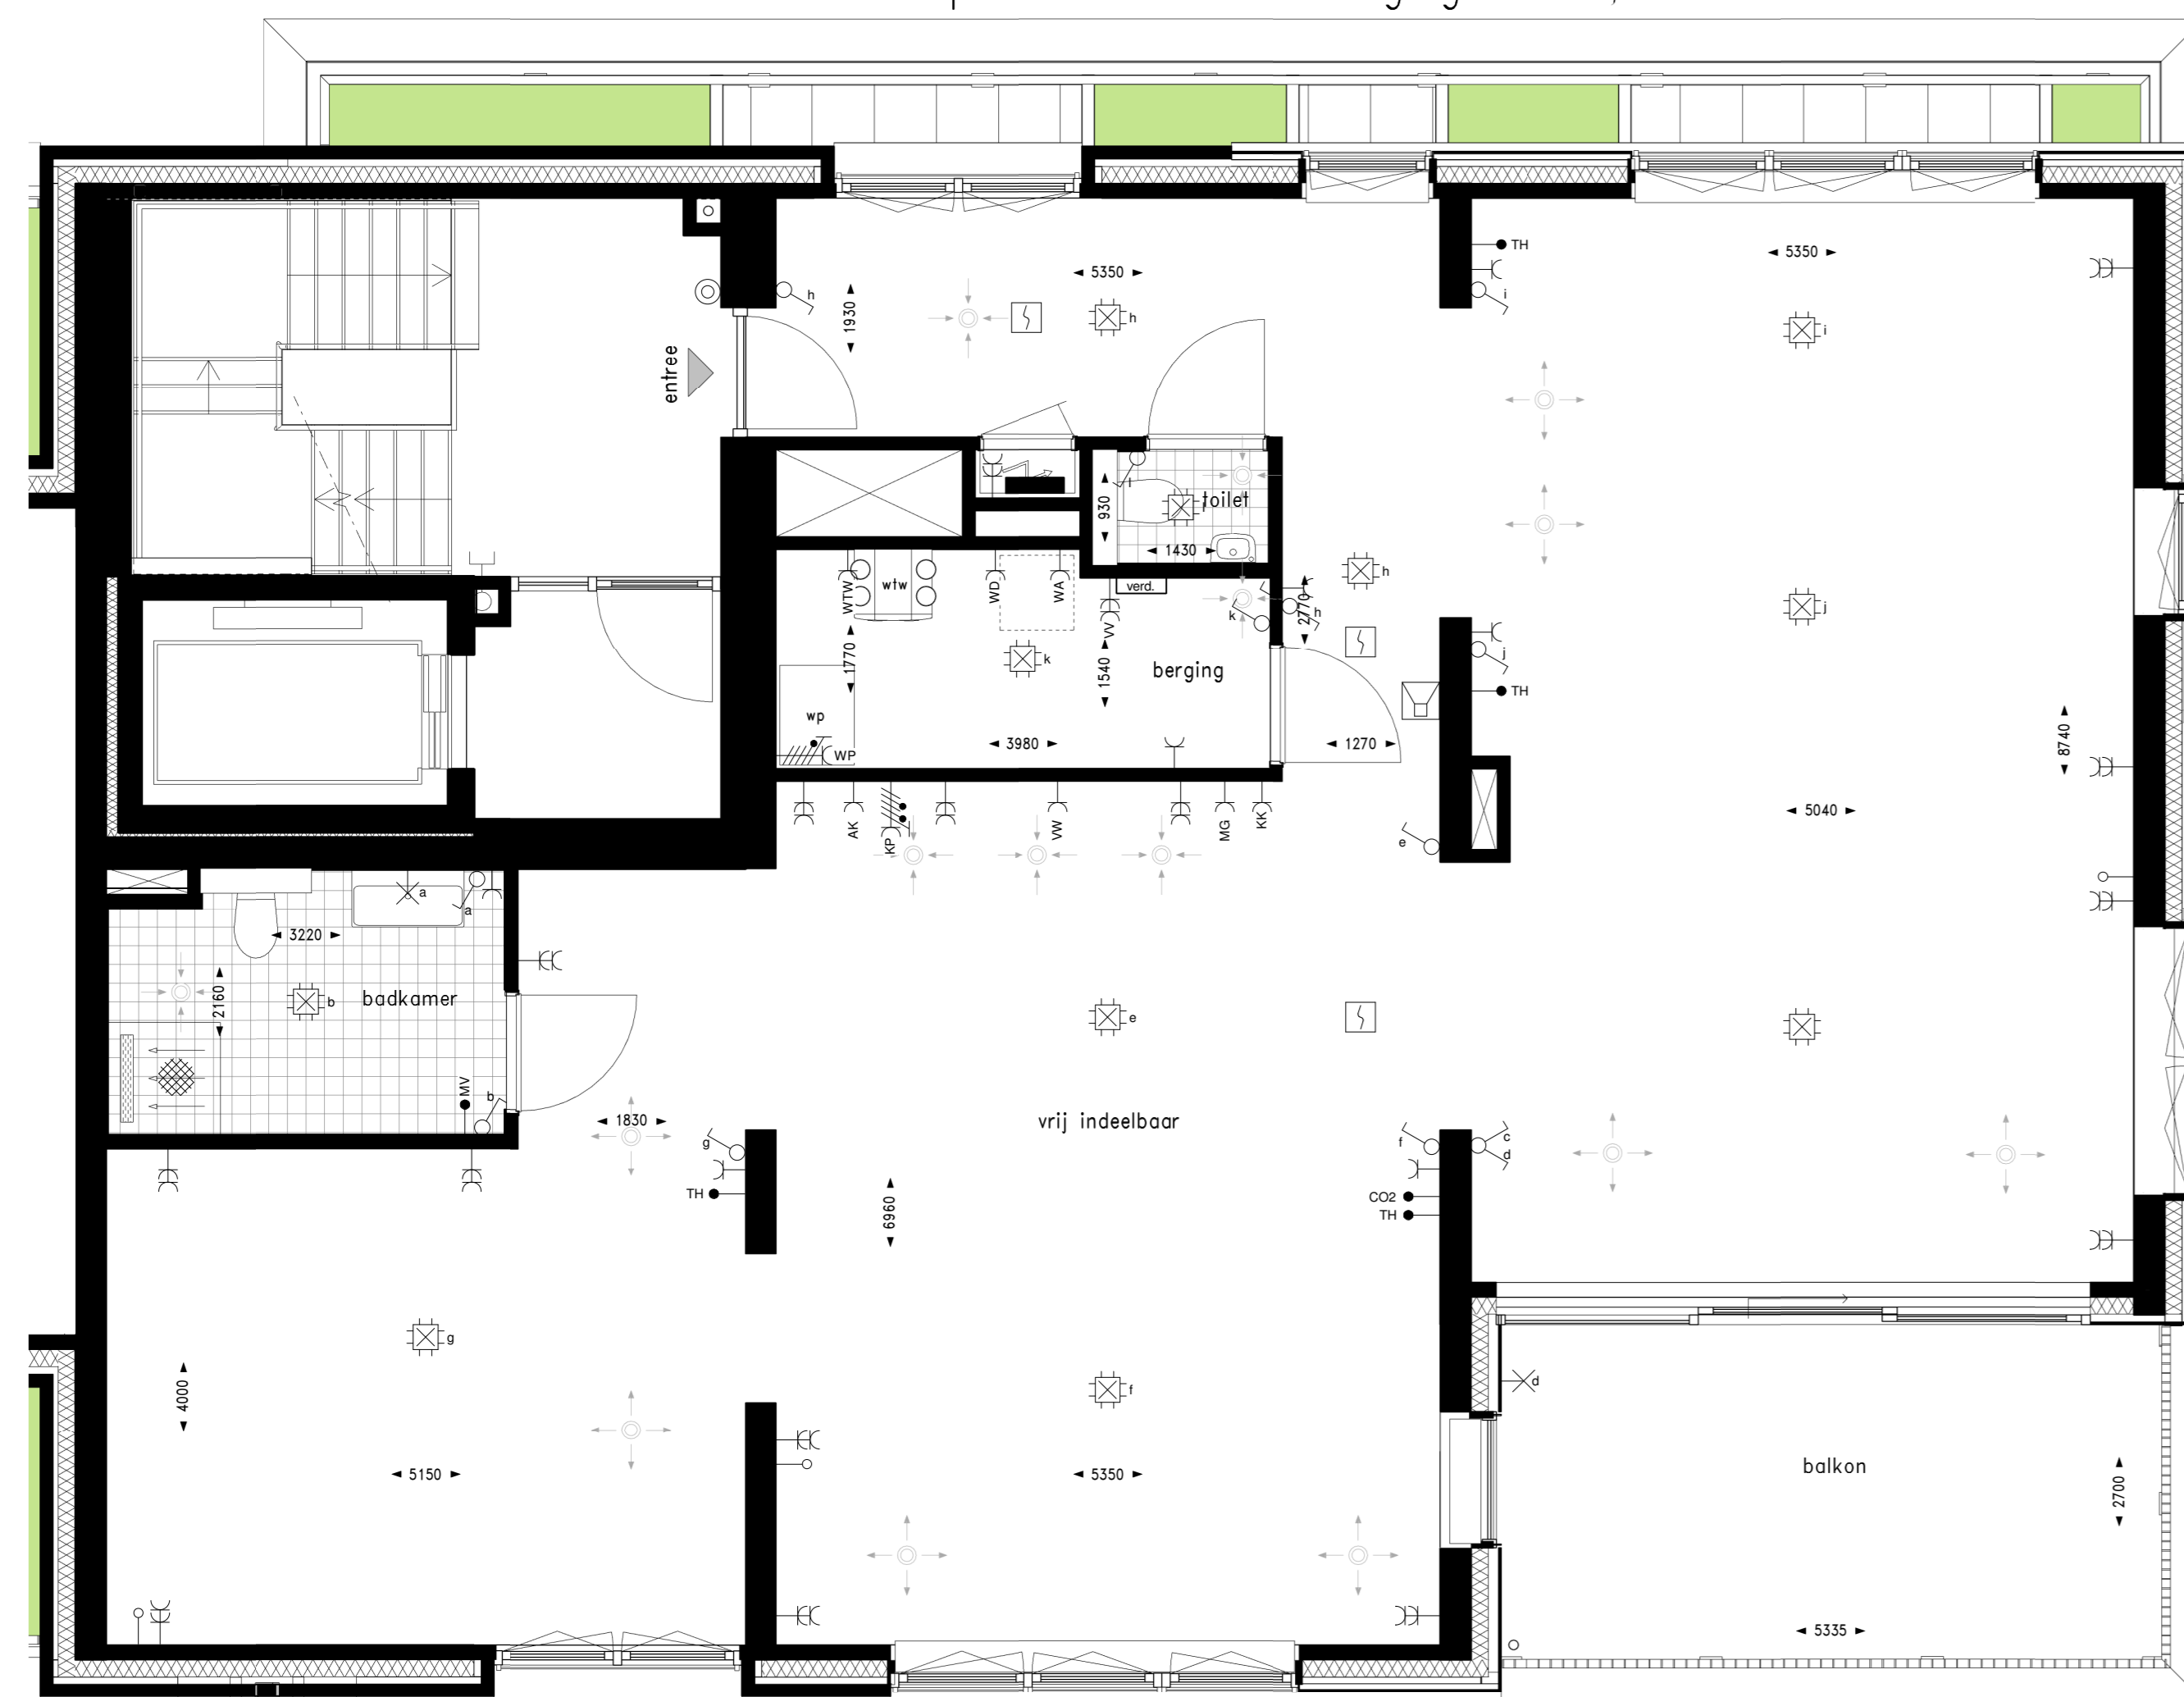 5350
5350
TH
i
h
1930
h
i
entree
toilet
930
1430
l
WTW
wtw
WD
WA
verd.
VV
k
h
2770
h
j
j
TH
1770
k
1540
berging
wp
WP
3980
1270
8740
5040
AK
KP
VW
MG
KK
e
a
a
3220
2160
b
badkamer
MV
b
e
1830
vrij indeelbaar
g
TH
f
c
d
CO2
TH
6960
g
4000
f
d
5150
5350
balkon
2700
5335